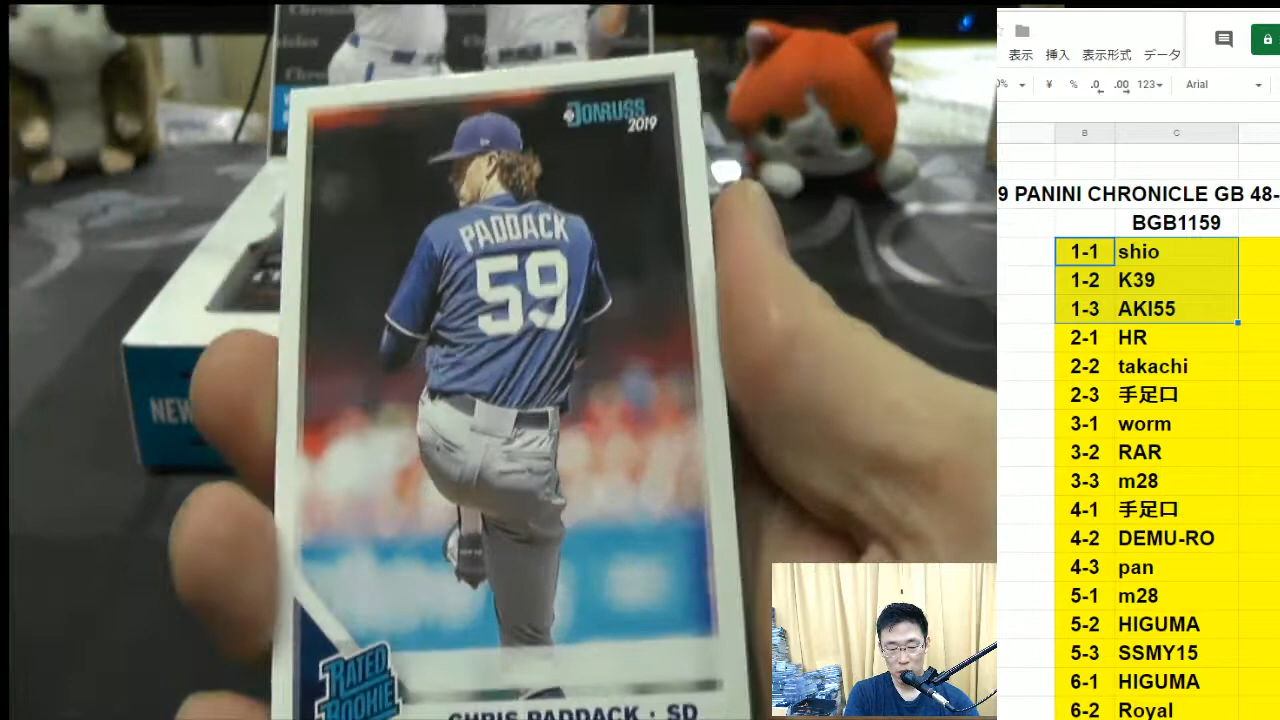 DONRUSS
2019
PADDACK
59
RATED
ROOKIE
CHRIS PADDACK · SD
NEW
表示 挿入 表示形式 データ
% ¥ % .0 .00 123 Arial
B C
9 PANINI CHRONICLE GB 48-
BGB1159
1-1 shio
1-2 K39
1-3 AKI55
2-1 HR
2-2 takachi
2-3 手足口
3-1 worm
3-2 RAR
3-3 m28
4-1 手足口
4-2 DEMU-RO
4-3 pan
5-1 m28
5-2 HIGUMA
5-3 SSMY15
6-1 HIGUMA
6-2 Royal